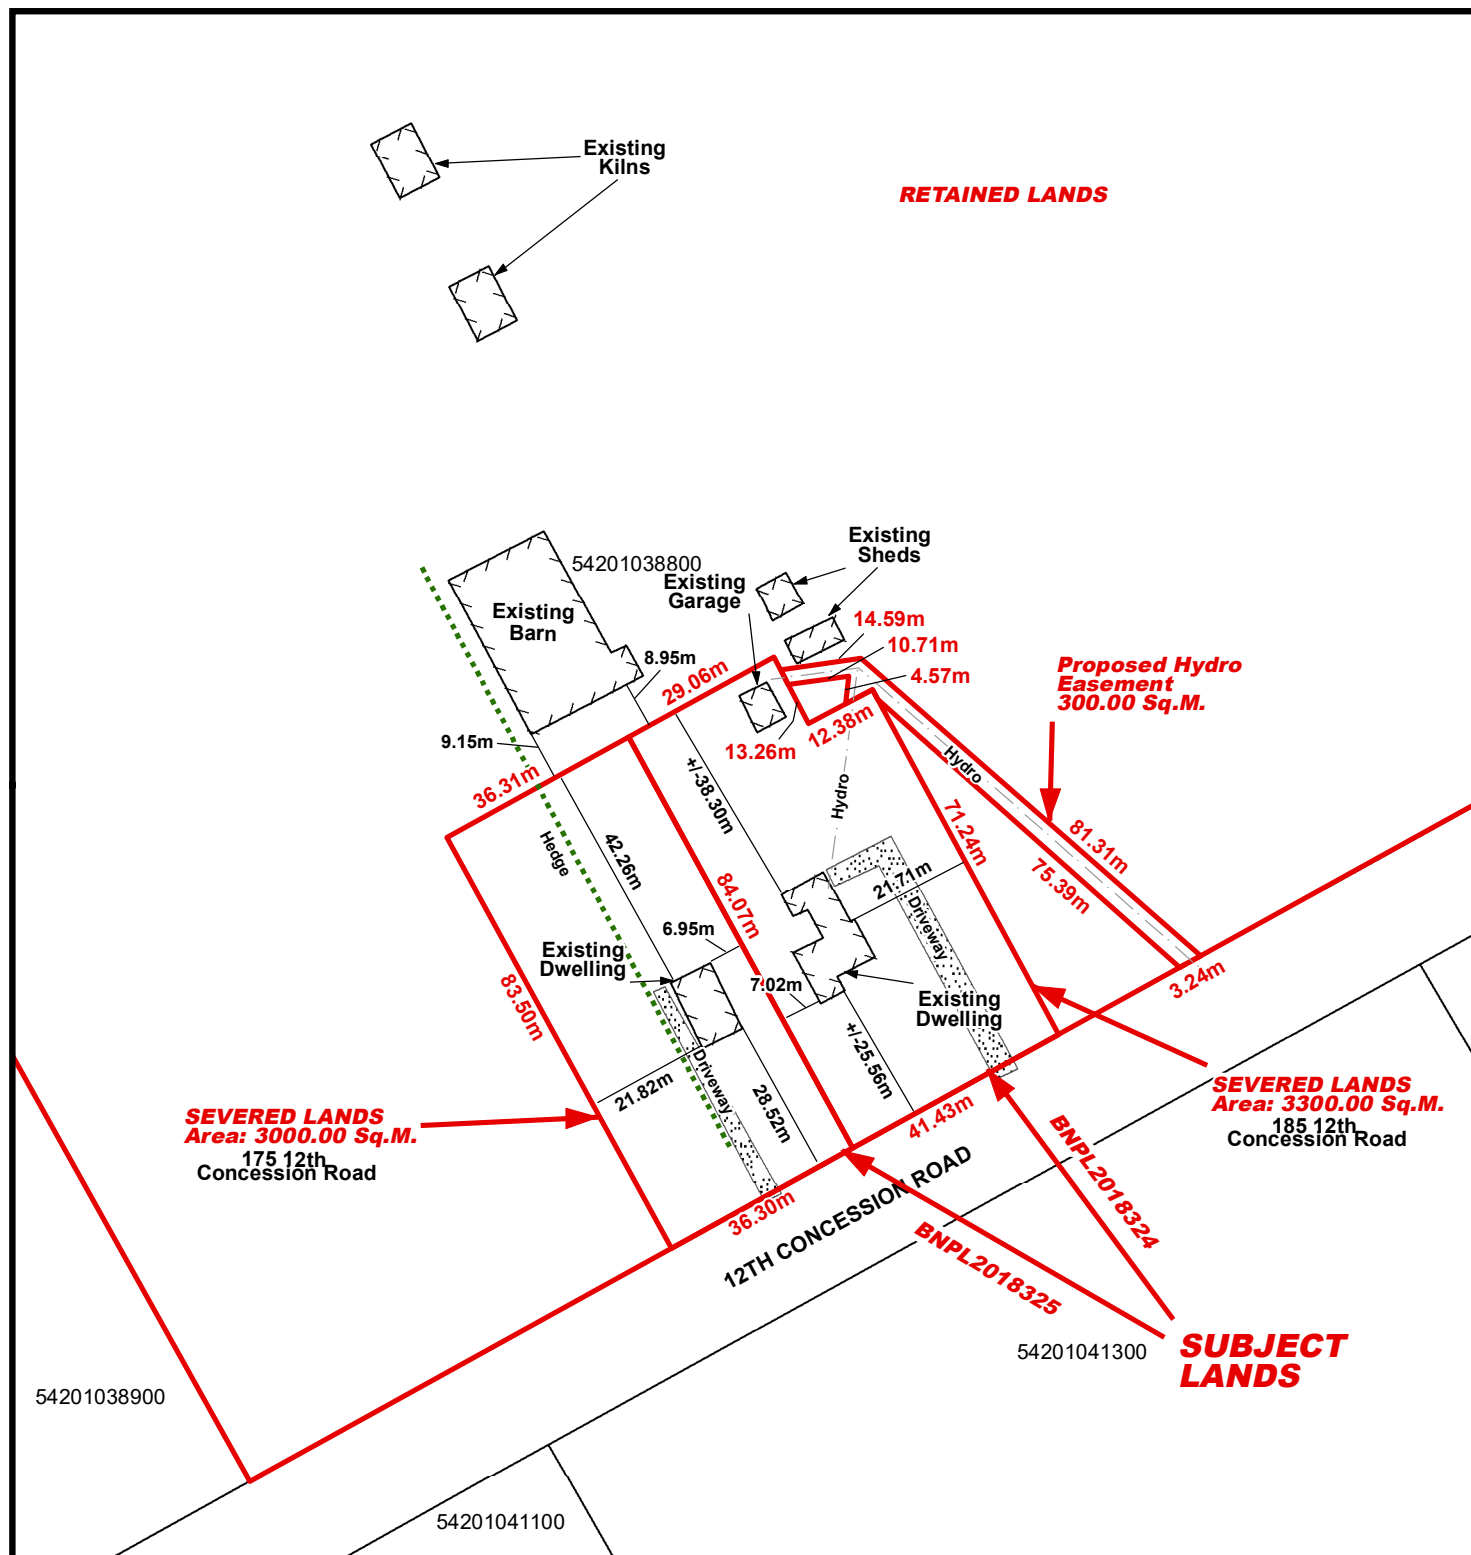 Existing
Kilns
RETAINED LANDS
Existing
Sheds
54201038800
Existing
Garage
Existing
Barn
14.59m
10.71m
4.57m
8.95m
29.06m
Proposed Hydro
Easement
300.00 Sq.M.
9.15m
13.26m
12.38m
36.31m
+/-38.30m
Hydro
Hydro
Hedge
42.26m
71.24m
81.31m
75.39m
84.07m
21.71m
Driveway
6.95m
Existing
Dwelling
7.02m
83.50m
Existing
Dwelling
3.24m
+/-25.56m
Driveway
21.82m
28.52m
41.43m
SEVERED LANDS
Area: 3000.00 Sq.M.
175 12th
Concession Road
SEVERED LANDS
Area: 3300.00 Sq.M.
185 12th
Concession Road
36.30m
12TH CONCESSION ROAD
BNPL2018324
BNPL2018325
54201041300
SUBJECT
LANDS
54201038900
54201041100